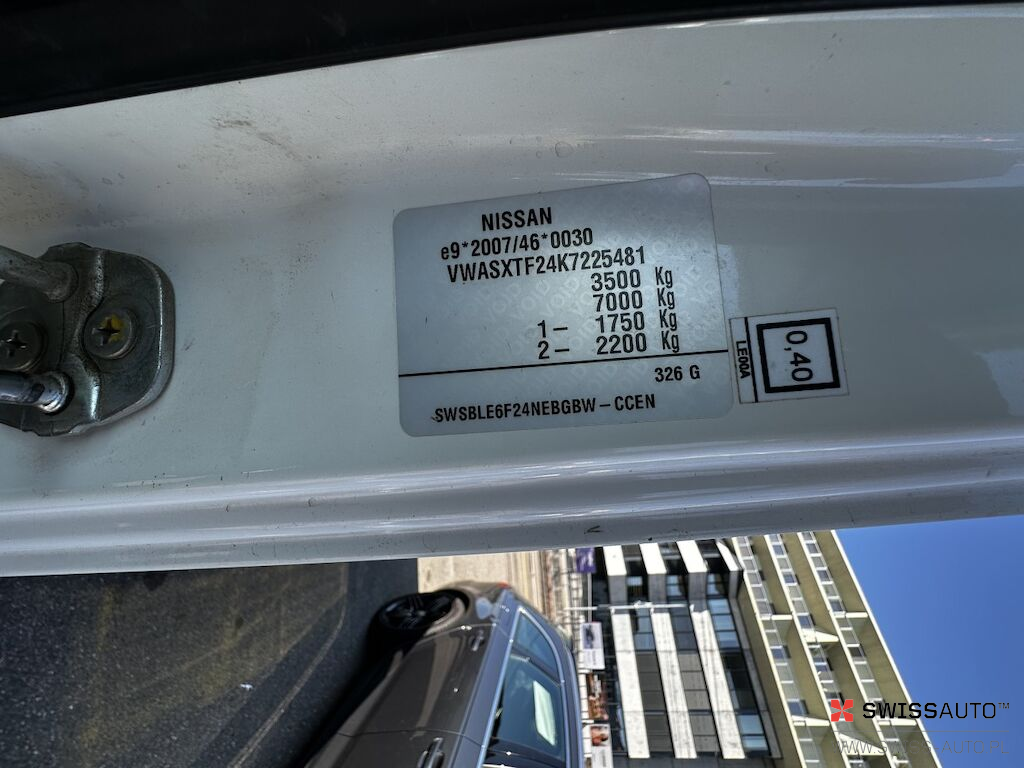 NISSAN
e9*2007/46*0030
VWASXTF24K7225481
3500 Kg
7000 Kg
1- 1750 Kg
2- 2200 Kg
326 G
SWSBLE6F24NEBGBW-CCEN
LE00A
0,40
SWISSAUTO™